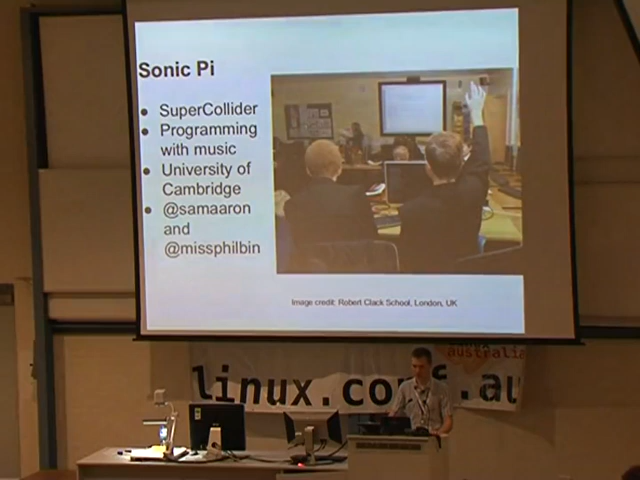 Sonic Pi
• SuperCollider
• Programming
with music
• University of
Cambridge
• @samaaron
and
@missphilbin
Image credit: Robert Clack School, London, UK
australia
linux.conf.au